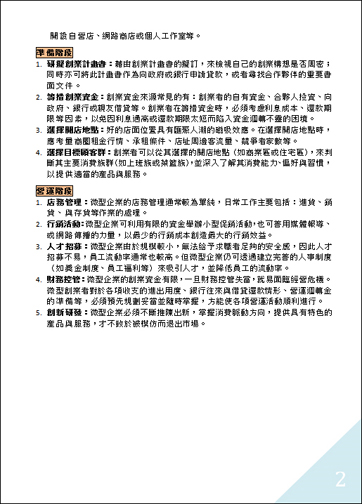 開設自營店、網路商店或個人工作室等。
準備階段
1. 研擬創業計畫書：藉由創業計畫書的擬訂，來檢視自己的創業構想是否周密；
同時亦可將此計畫書作為向政府或銀行申請貸款，或者尋找合作夥伴的重要書
面文件。
2. 籌措創業資金：創業資金來源常見的有：創業者的自有資金、合夥人投資、向
政府、銀行或親友借貸等。創業者在籌措資金時，必須考慮利息成本、還款期
限等因素，以免因利息過高或還款期限太短而陷入資金週轉不靈的困境。
3. 選擇開店地點：好的店面位置具有匯聚人潮的磁吸效應。在選擇開店地點時，
應考量商圈租金行情、承租條件、店址周邊客流量、競爭者家數等。
4. 選擇目標顧客群：創業者可以從其選擇的開店地點（如商業區或住宅區），來判
斷其主要消費族群(如上班族或菜籃族)，並深入了解其消費能力、偏好與習慣，
以提供適當的產品與服務。
營運階段
1. 店務管理：微型企業的店務管理通常較為單純，日常工作主要包括：進貨、銷
貨、與存貨等作業的處理。
2. 行銷活動：微型企業可利用有限的資金舉辦小型促銷活動，也可善用媒體報導、
或網路傳播的力量，以最少的行銷成本創造最大的行銷效益。
3. 人才招募：微型企業由於規模較小，無法給予求職者足夠的安全感，因此人才
招募不易，員工流動率通常也較高。但微型企業仍可透過建立完善的人事制度
（如獎金制度、員工福利等）來吸引人才，並降低員工的流動率。
4. 財務控管：微型企業的創業資金有限，一旦財務控管失當，就易面臨經營危機。
微型創業者對於各項收支的進出用度、銀行往來與借貸還款情形、營運週轉金
的準備等，必須預先規劃妥當並隨時掌握，方能使各項營運活動順利進行。
5. 創新研發：微型企業必須不斷推陳出新，掌握消費脈動方向，提供具有特色的
產品與服務，才不致於被模仿而退出市場。
2